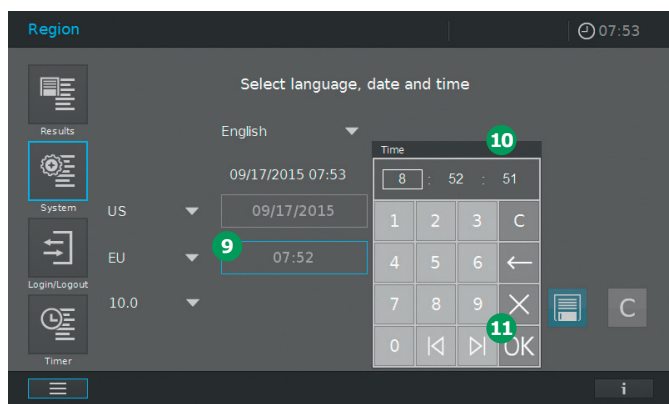 Region
07:53
Select language, date and time
Results
English
Time
10
09/17/2015 07:53
8 : 52 : 51
System
US
09/17/2015
1 2 3 C
9
EU
07:52
4 5 6 ←
Login/Logout
10.0
7 8 9 X
C
11
0 OK
Timer
i